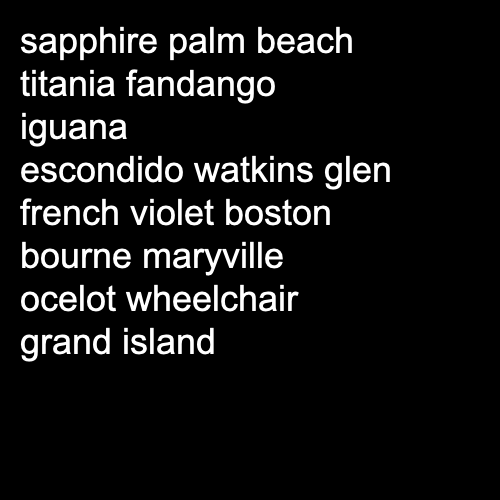 sapphire palm beach
titania fandango
iguana
escondido watkins glen
french violet boston
bourne maryville
ocelot wheelchair
grand island